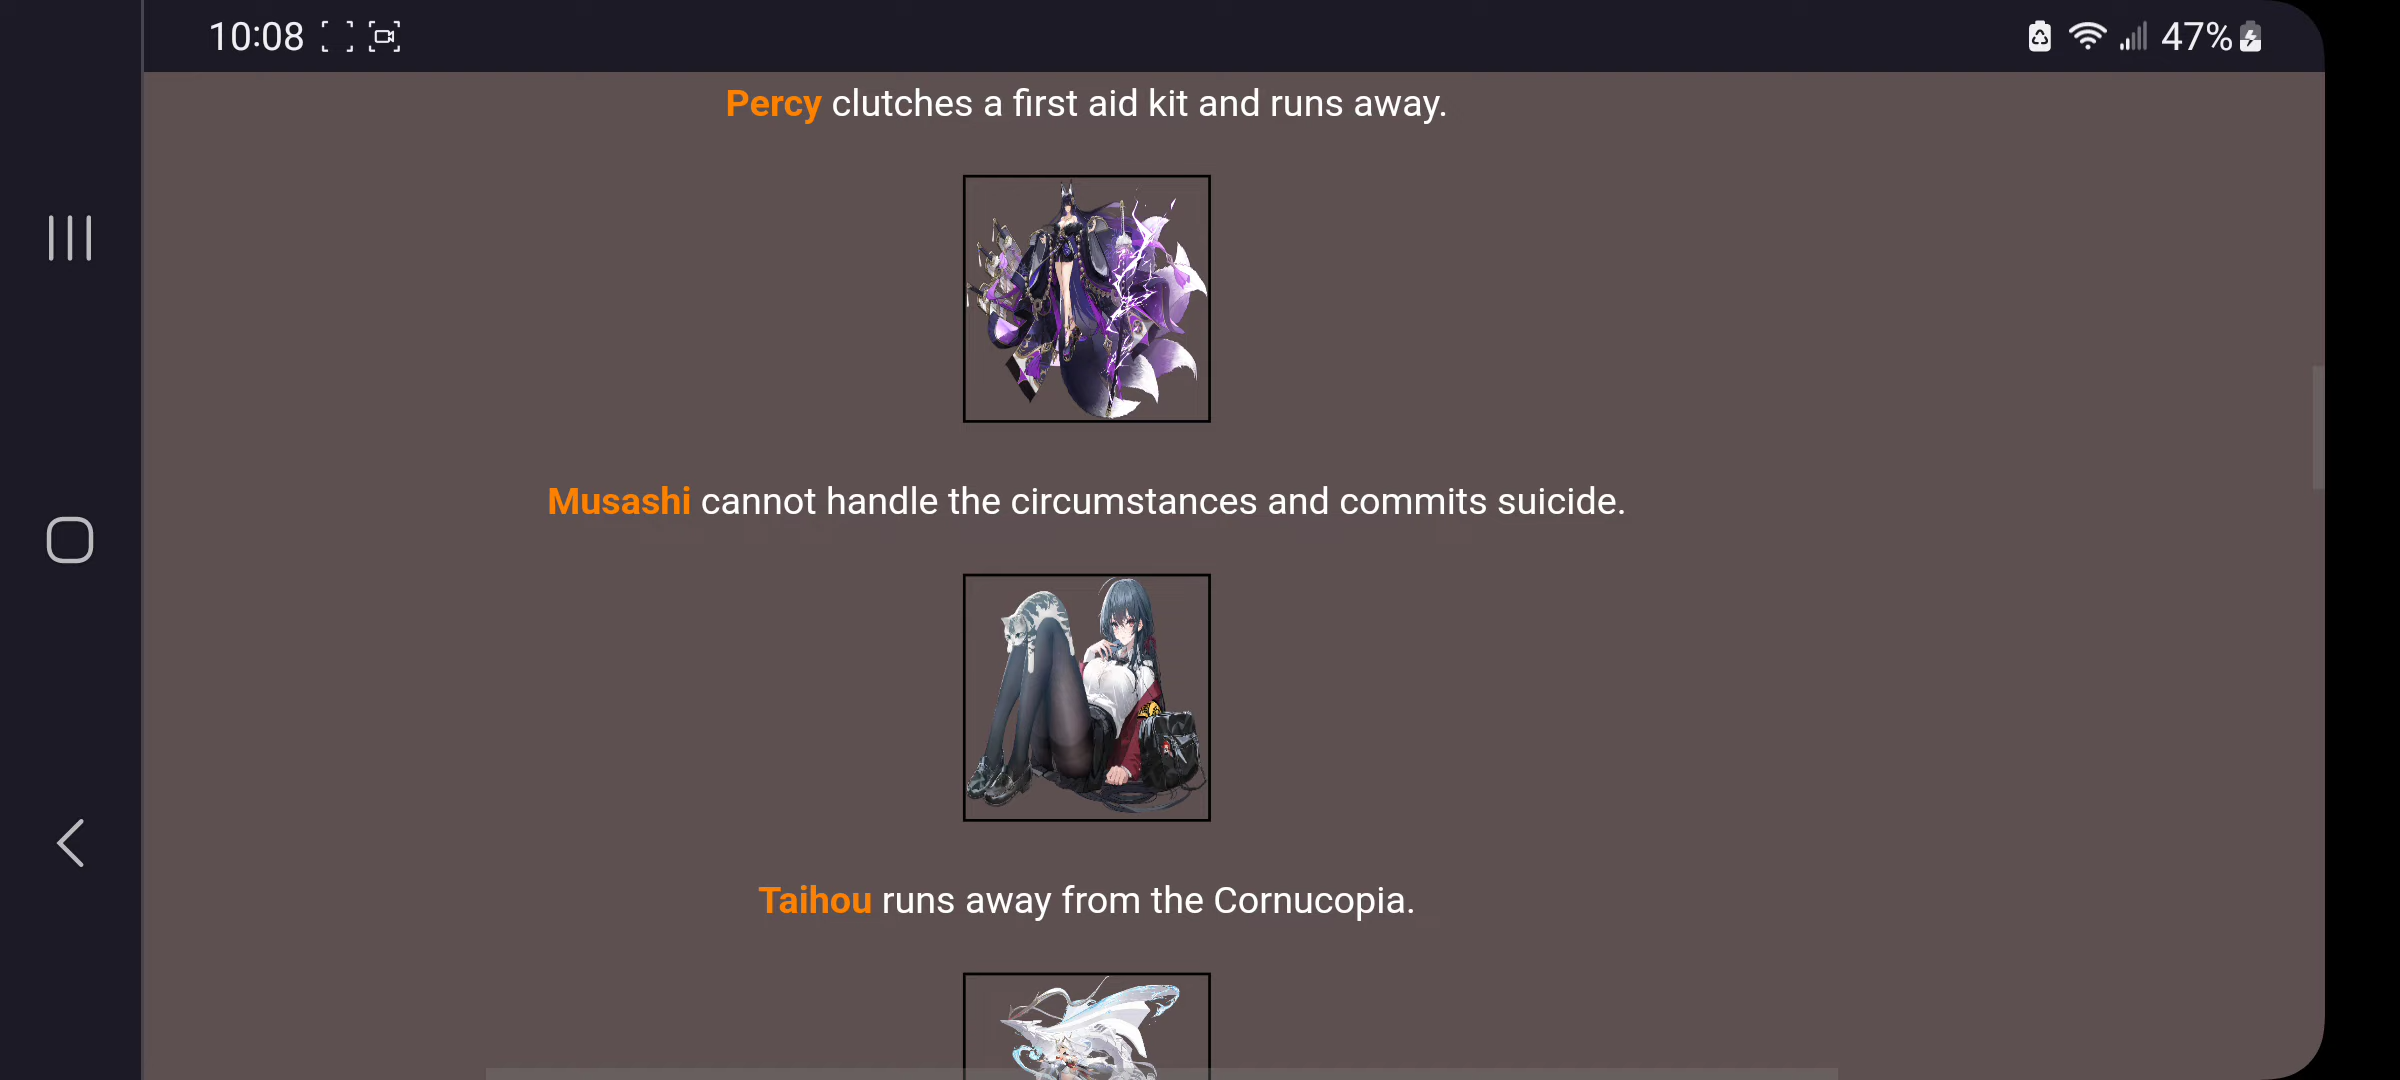 10:08
47%
Percy clutches a first aid kit and runs away.
Musashi cannot handle the circumstances and commits suicide.
Taihou runs away from the Cornucopia.